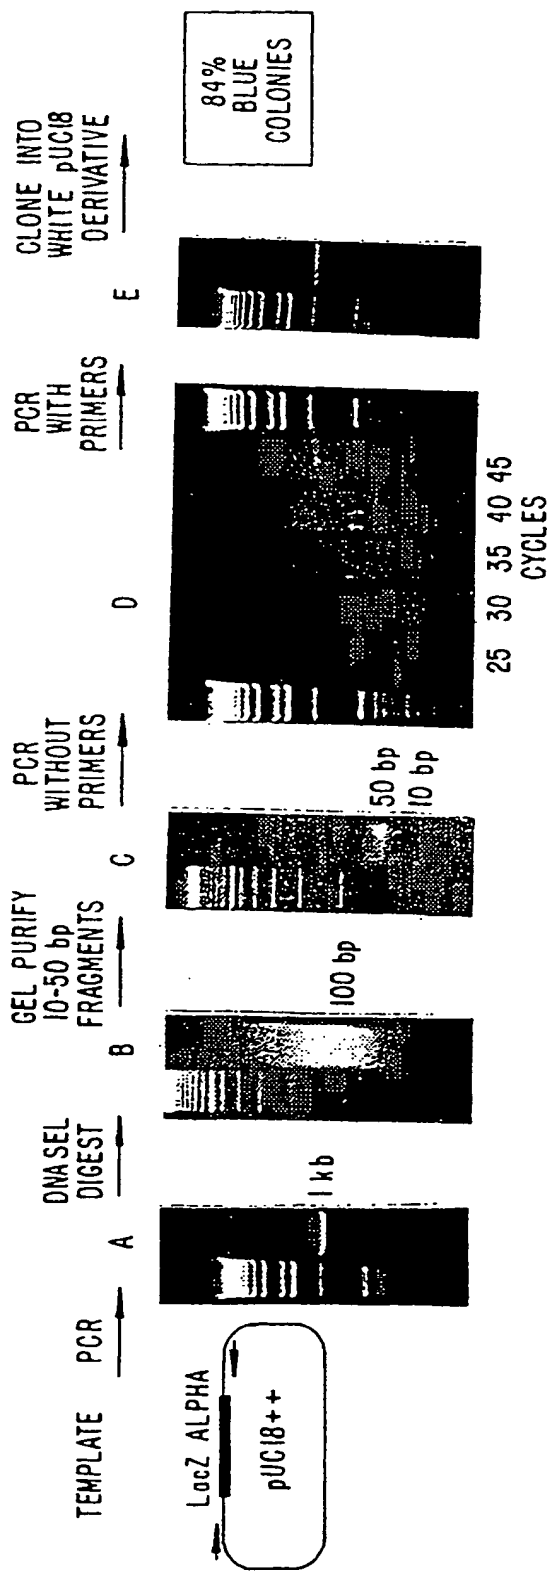 TEMPLATE
PCR
LacZ ALPHA
pUC18++
A
1 kb
DNASEL
DIGEST
B
100 bp
GEL PURIFY
10-50 bp
FRAGMENTS
C
50 bp
10 bp
PCR
WITHOUT
PRIMERS
D
25 30 35 40 45
CYCLES
PCR
WITH
PRIMERS
E
CLONE INTO
WHITE pUC18
DERIVATIVE
84%
BLUE
COLONIES